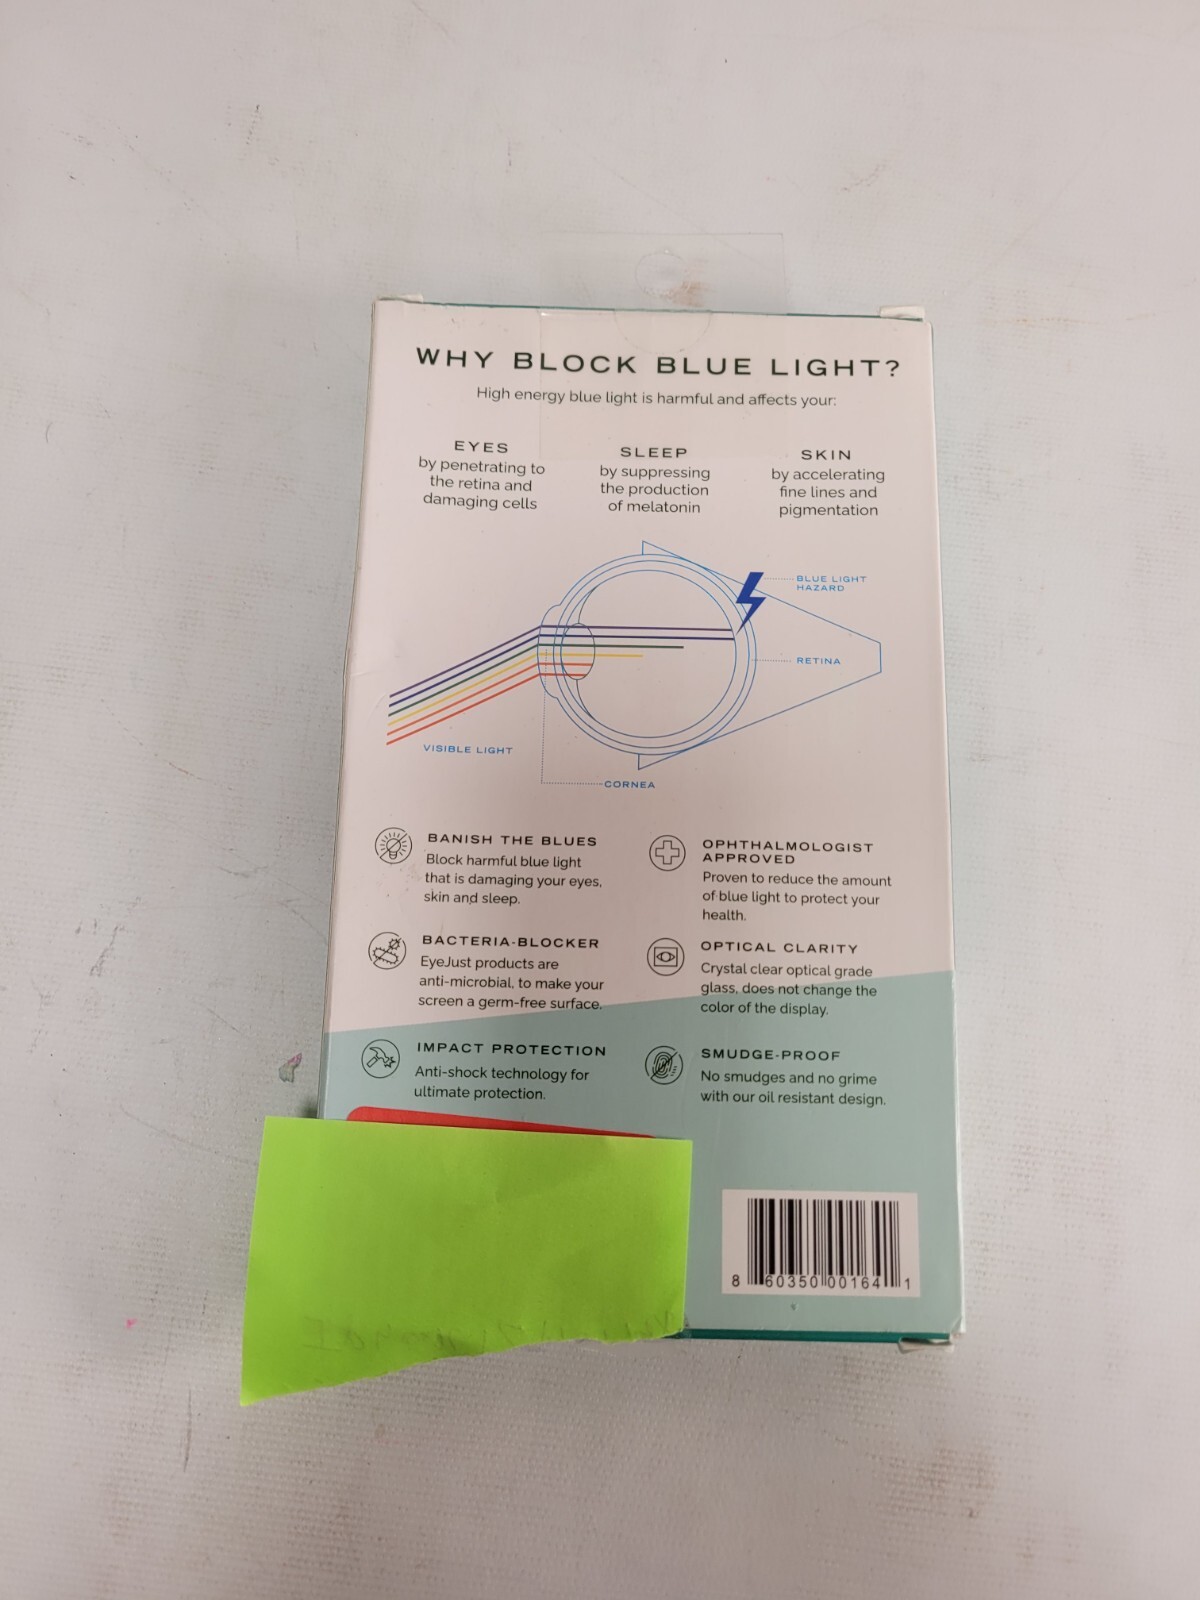 WHY BLOCK BLUE LIGHT?
High energy blue light is harmful and affects your:
EYES
by penetrating to
the retina and
damaging cells
SLEEP
by suppressing
the production
of melatonin
SKIN
by accelerating
fine lines and
pigmentation
BLUE LIGHT
HAZARD
RETINA
VISIBLE LIGHT
CORNEA
BANISH THE BLUES
Block harmful blue light
that is damaging your eyes,
skin and sleep.
OPHTHALMOLOGIST
APPROVED
Proven to reduce the amount
of blue light to protect your
health.
BACTERIA-BLOCKER
EyeJust products are
anti-microbial, to make your
screen a germ-free surface.
OPTICAL CLARITY
Crystal clear optical grade
glass, does not change the
color of the display.
IMPACT PROTECTION
Anti-shock technology for
ultimate protection.
SMUDGE-PROOF
No smudges and no grime
with our oil resistant design.
8 60350 00164 1